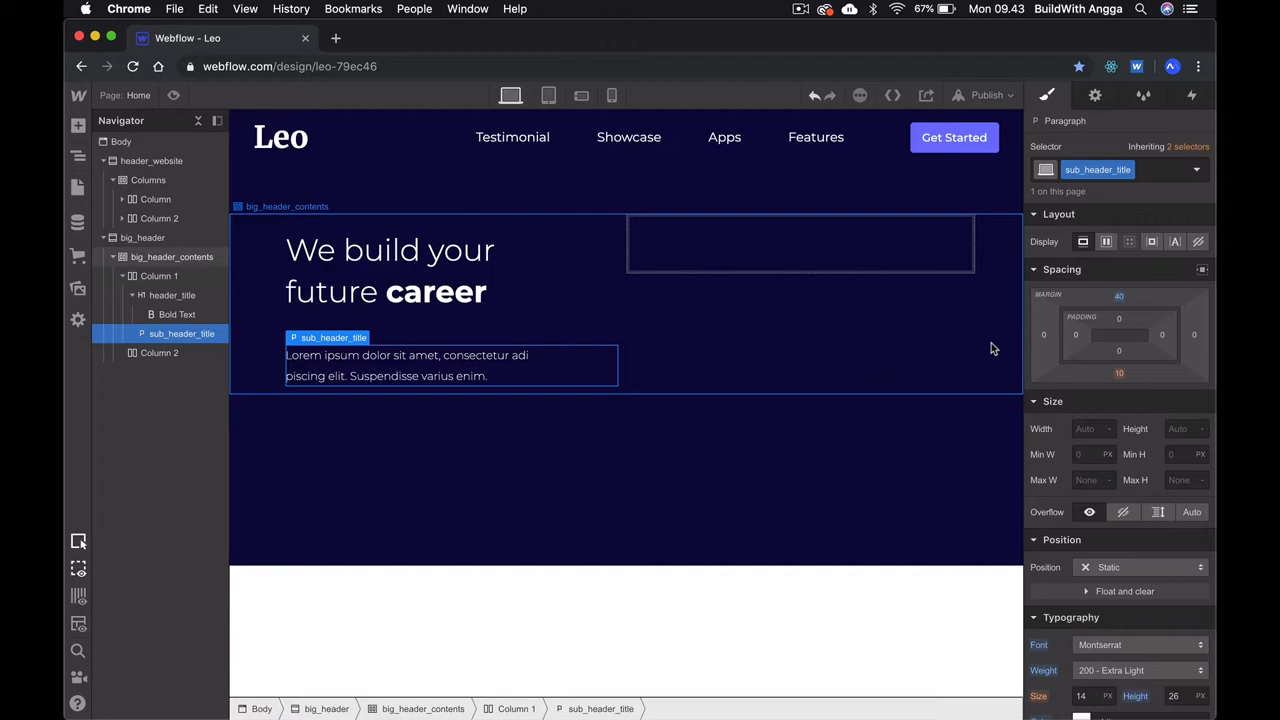 Chrome File Edit View History Bookmarks People Window Help 67% Mon 09.43 BuildWith Angga
Webflow - Leo
webflow.com/design/leo-79ec46
Page: Home Publish
Navigator
Body
header_website
Columns
Column
Column 2
big_header
big_header_contents
Column 1
header_title
Bold Text
sub_header_title
Column 2
Leo Testimonial Showcase Apps Features Get Started
big_header_contents
We build your
future career
sub_header_title
Lorem ipsum dolor sit amet, consectetur adi
piscing elit. Suspendisse varius enim.
Body big_header big_header_contents Column 1 sub_header_title
Paragraph
Selector Inheriting 2 selectors
sub_header_title
1 on this page
Layout
Display
Spacing
MARGIN 40
PADDING 0
0 0 0 0
0
10
Size
Width Auto - Height Auto -
Min W 0 PX Min H 0 PX
Max W None - Max H None -
Overflow Auto
Position
Position Static
Float and clear
Typography
Font Montserrat
Weight 200 - Extra Light
Size 14 PX Height 26 PX